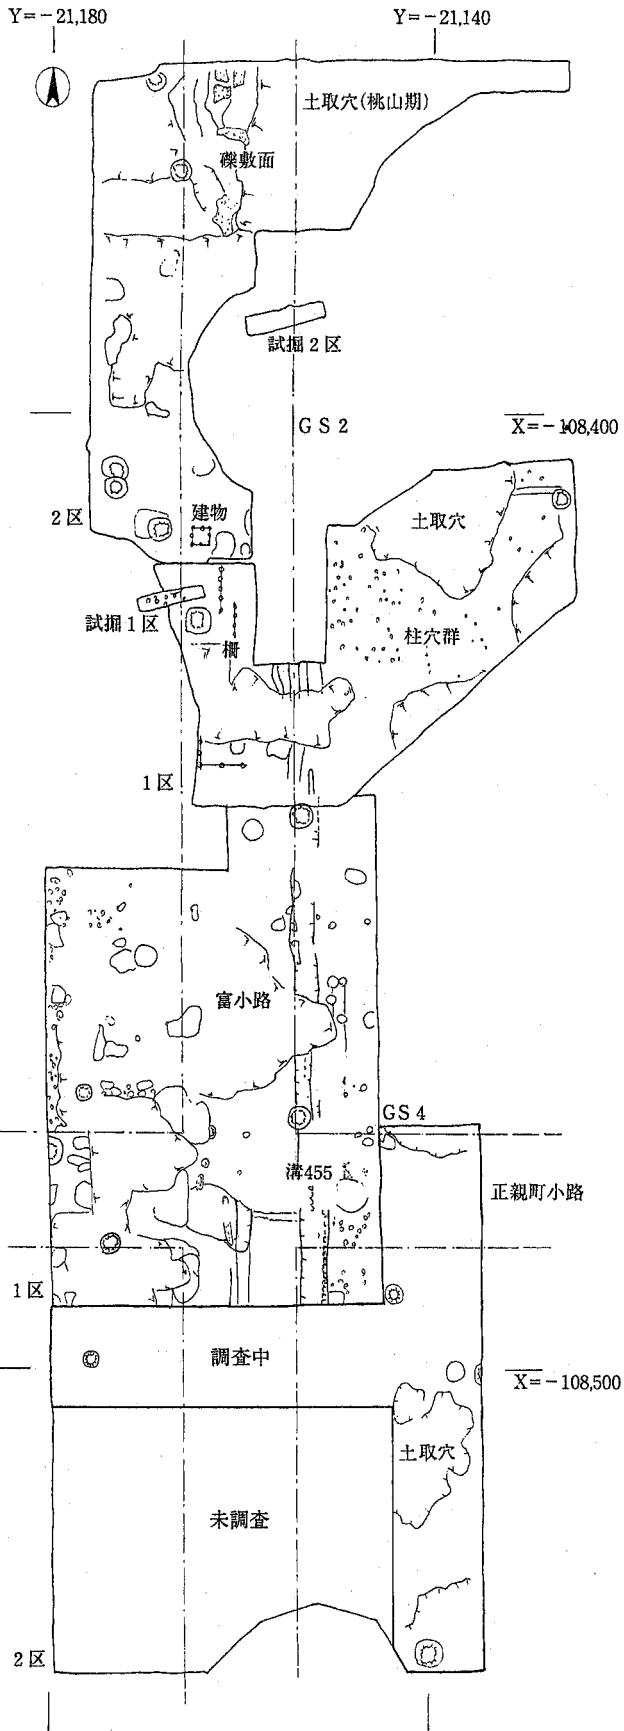 Y=-21,180
Y=-21,140
土取穴(桃山期)
礫敷面
試掘2区
GS2
X=-108,400
土取穴
2区
建物
試掘1区
柵
柱穴群
1区
富小路
GS4
溝455
正親町小路
1区
調査中
X=-108,500
土取穴
未調査
2区